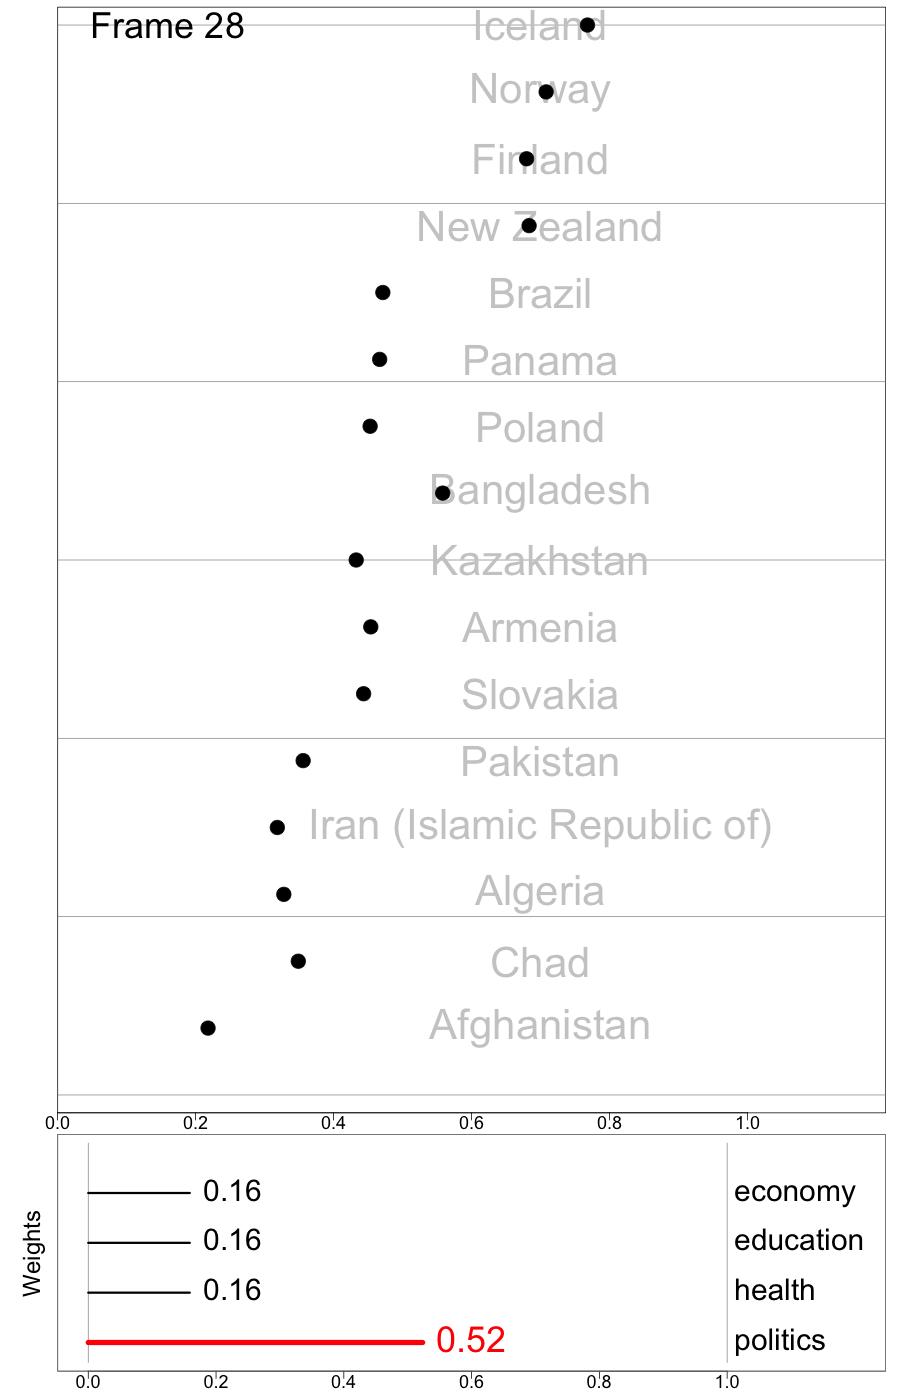 Frame 28
Iceland
Norway
Finland
New Zealand
Brazil
Panama
Poland
Bangladesh
Kazakhstan
Armenia
Slovakia
Pakistan
Iran (Islamic Republic of)
Algeria
Chad
Afghanistan
0.0 0.2 0.4 0.6 0.8 1.0
Weights
0.16 economy
0.16 education
0.16 health
0.52 politics
0.0 0.2 0.4 0.6 0.8 1.0